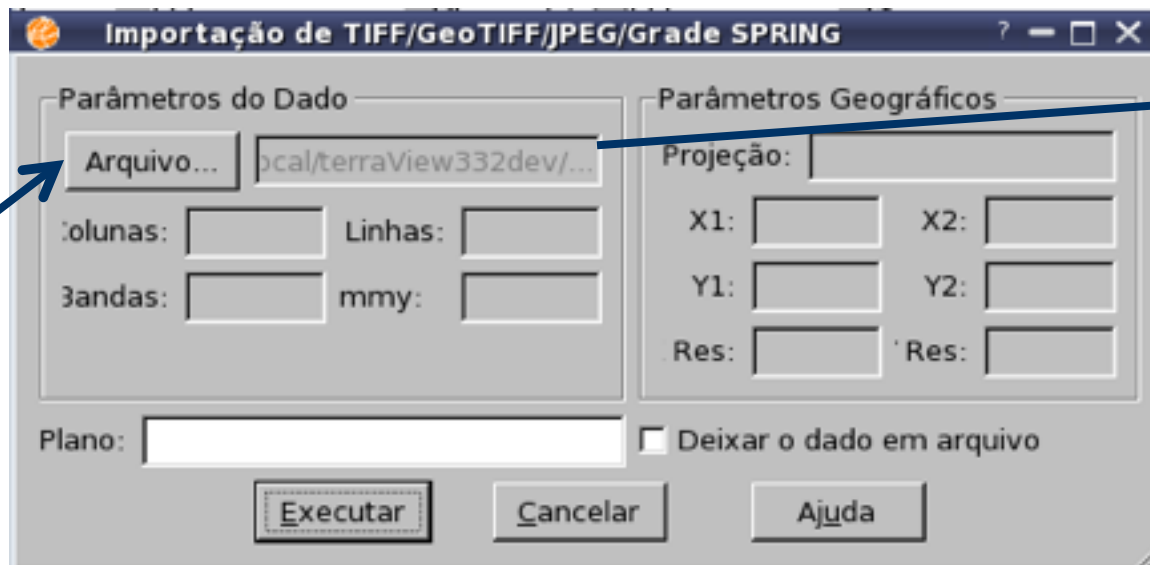 Importação de TIFF/GeoTIFF/JPEG/Grade SPRING ?
Parâmetros do Dado
Arquivo... ocal/terraView332dev/...
olunas: Linhas:
Bandas: mmy:
Parâmetros Geográficos
Projeção:
X1: X2:
Y1: Y2:
Res: Res:
Plano: Deixar o dado em arquivo
Executar Cancelar Ajuda